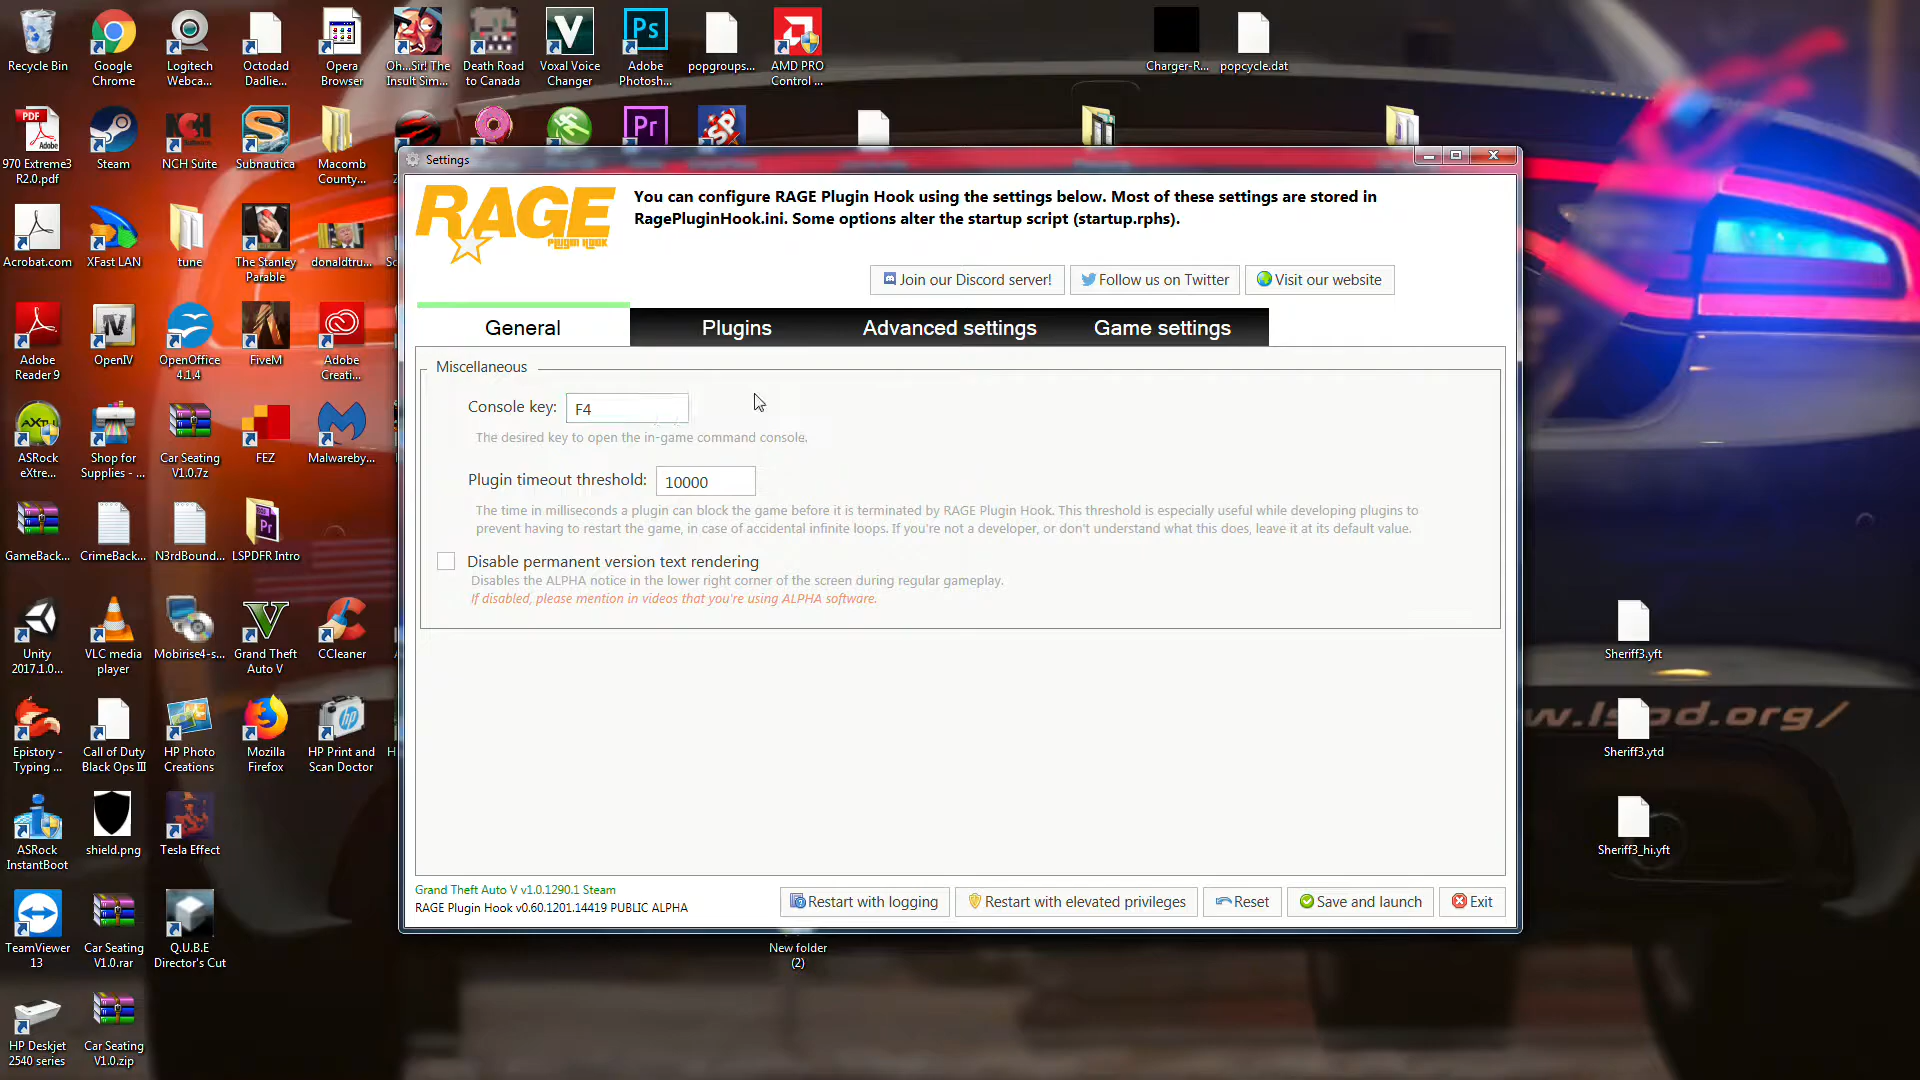 Recycle Bin
Google
Chrome
Logitech
Webca...
Octodad
Dadlie...
Opera
Browser
Oh...Sir! The
Insult Sim...
Death Road
to Canada
Voxal Voice
Changer
Ps
Adobe
Photosh...
popgroups...
AMD PRO
Control ...
Charger-R...
popcycle.dat
PDF
Adobe
970 Extreme3
R2.0.pdf
Steam
NCH
NCH Suite
Subnautica
Macomb
County...
Pr
SP
Acrobat.com
XFast LAN
tune
The Stanley
Parable
donaldtru...
Adobe
Reader 9
OpenIV
OpenOffice
4.1.4
FiveM
Adobe
Creati...
ASRock
eXtre...
Shop for
Supplies - ...
Car Seating
V1.0.7z
FEZ
Malwareby...
GameBack...
CrimeBack...
N3rdBound...
Pr
LSPDFR Intro
Unity
2017.1.0...
VLC media
player
Mobirise4-s...
Grand Theft
Auto V
CCleaner
Epistory -
Typing ...
Call of Duty
Black Ops III
HP Photo
Creations
Mozilla
Firefox
HP Print and
Scan Doctor
ASRock
InstantBoot
shield.png
Tesla Effect
TeamViewer
13
Car Seating
V1.0.rar
Q.U.B.E
Director's Cut
HP Deskjet
2540 series
Car Seating
V1.0.zip
Settings
RAGE
PLUGIN HOOK
You can configure RAGE Plugin Hook using the settings below. Most of these settings are stored in
RagePluginHook.ini. Some options alter the startup script (startup.rphs).
Join our Discord server!
Follow us on Twitter
Visit our website
General
Plugins
Advanced settings
Game settings
Miscellaneous
Console key:
F4
The desired key to open the in-game command console.
Plugin timeout threshold:
10000
The time in milliseconds a plugin can block the game before it is terminated by RAGE Plugin Hook. This threshold is especially useful while developing plugins to
prevent having to restart the game, in case of accidental infinite loops. If you're not a developer, or don't understand what this does, leave it at its default value.
Disable permanent version text rendering
Disables the ALPHA notice in the lower right corner of the screen during regular gameplay.
If disabled, please mention in videos that you're using ALPHA software.
Grand Theft Auto V v1.0.1290.1 Steam
RAGE Plugin Hook v0.60.1201.14419 PUBLIC ALPHA
Restart with logging
Restart with elevated privileges
Reset
Save and launch
Exit
New folder
(2)
Sheriff3.yft
Sheriff3.ytd
Sheriff3_hi.yft
w.lspd.org/